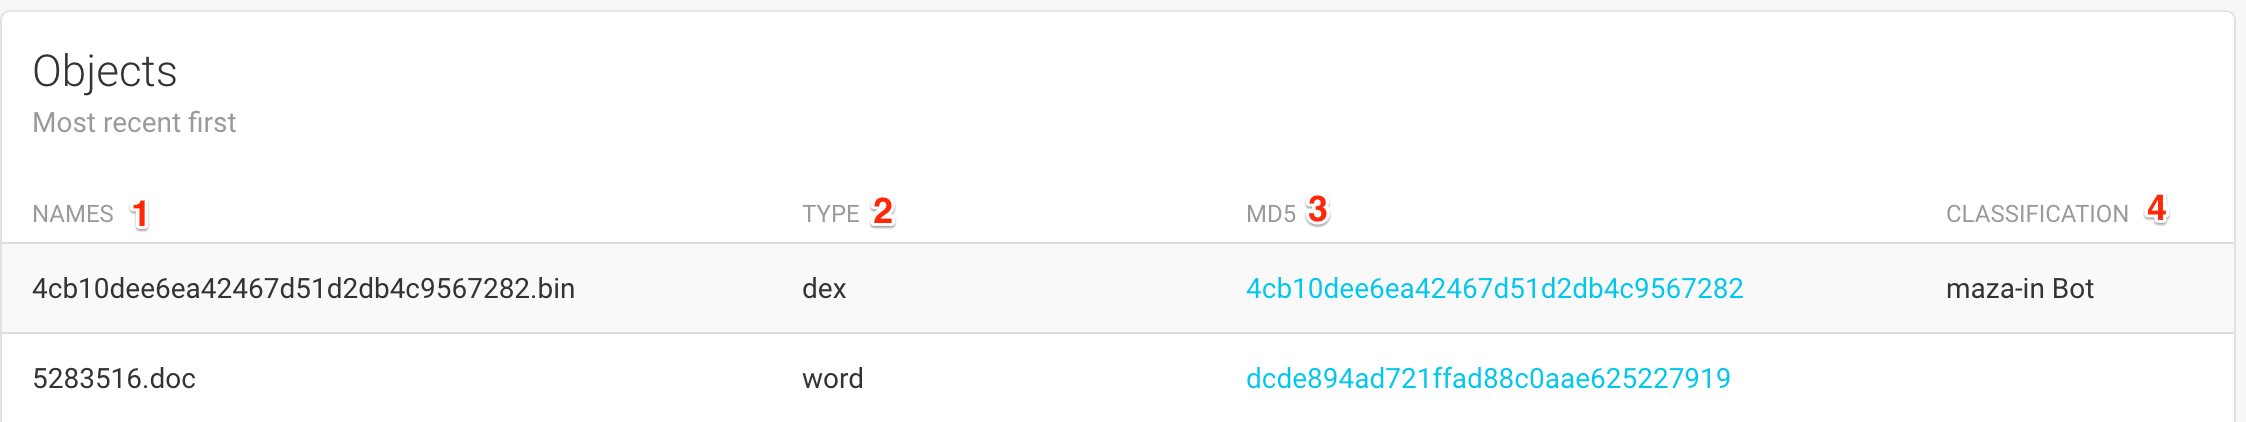 Objects
Most recent first
NAMES 1 TYPE 2 MD5 3 CLASSIFICATION 4
4cb10dee6ea42467d51d2db4c9567282.bin dex 4cb10dee6ea42467d51d2db4c9567282 maza-in Bot
5283516.doc word dcde894ad721ffad88c0aae625227919